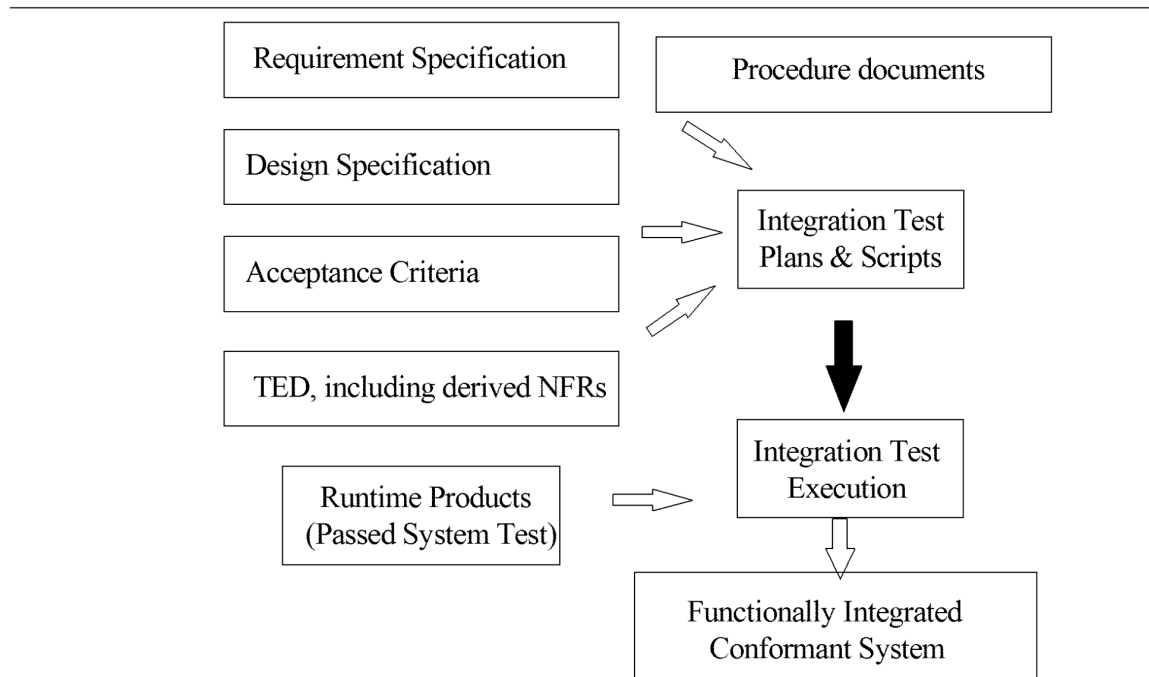 Requirement Specification
Procedure documents
Design Specification
Integration Test
Plans & Scripts
Acceptance Criteria
TED, including derived NFRs
Integration Test
Execution
Runtime Products
(Passed System Test)
Functionally Integrated
Conformant System